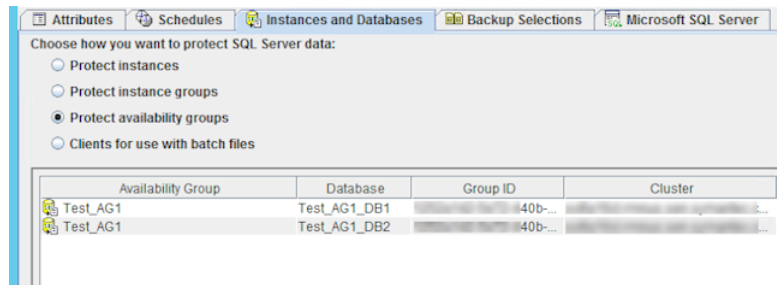 Attributes Schedules Instances and Databases Backup Selections Microsoft SQL Server
Choose how you want to protect SQL Server data:
Protect instances
Protect instance groups
Protect availability groups
Clients for use with batch files
Availability Group Database Group ID Cluster
Test_AG1 Test_AG1_DB1 40b-...
Test_AG1 Test_AG1_DB2 40b-...